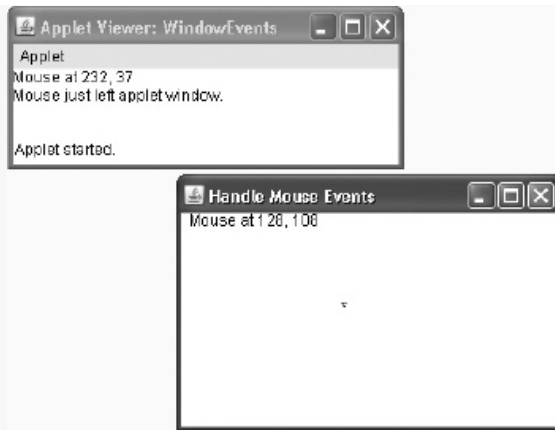 Applet Viewer: WindowEvents
Applet
Mouse at 232, 37
Mouse just left applet window.
Applet started.
Handle Mouse Events
Mouse at 128, 108